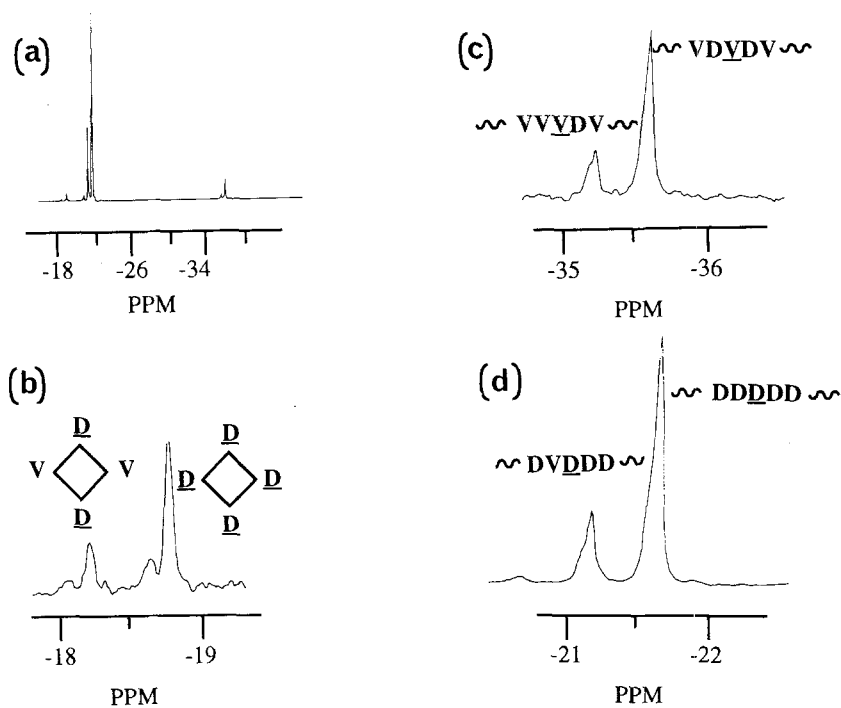 (a)
-18 -26 -34
PPM
(b)
D
V V
D
D
D D
D
-18 -19
PPM
(c)
VDVDV
VVVDV
-35 -36
PPM
(d)
DDDDD
DVDDD
-21 -22
PPM